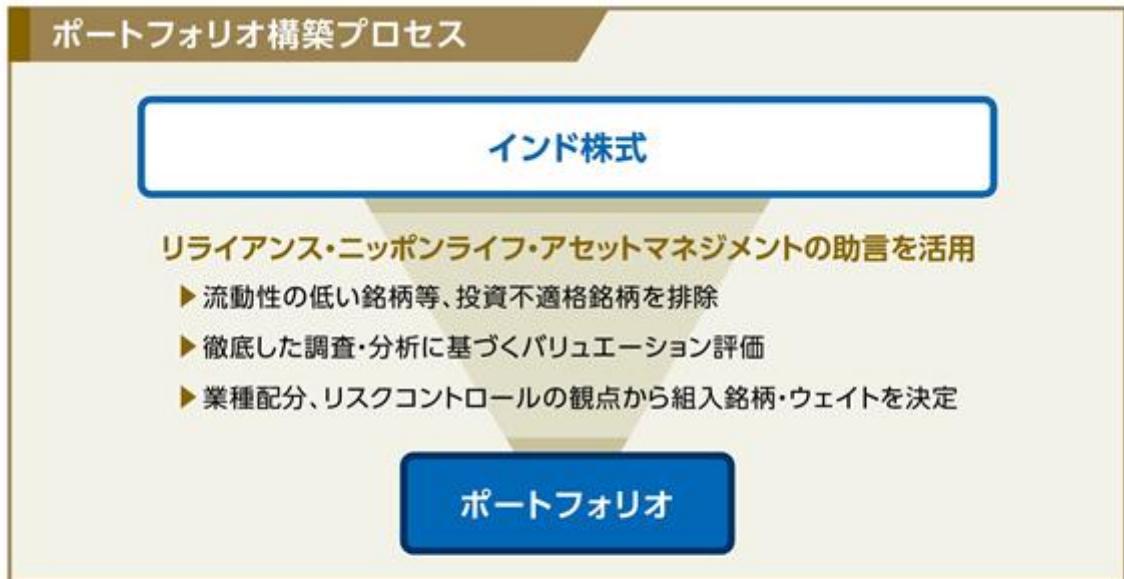 ポートフォリオ構築プロセス
インド株式
リライアンス・ニッポンライフ・アセットマネジメントの助言を活用
▶流動性の低い銘柄等、投資不適格銘柄を排除
▶徹底した調査・分析に基づくバリュエーション評価
▶業種配分、リスクコントロールの観点から組入銘柄・ウェイトを決定
ポートフォリオ